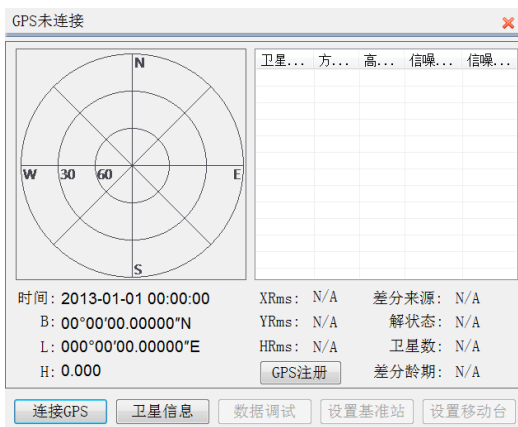 GPS未连接
N
W 30 60 E
S
卫星... 方... 高... 信噪... 信噪...
时间: 2013-01-01 00:00:00
B: 00°00'00.00000"N
L: 000°00'00.00000"E
H: 0.000
XRms: N/A 差分来源: N/A
YRms: N/A 解状态: N/A
HRms: N/A 卫星数: N/A
GPS注册 差分龄期: N/A
连接GPS 卫星信息 数据调试 设置基准站 设置移动台